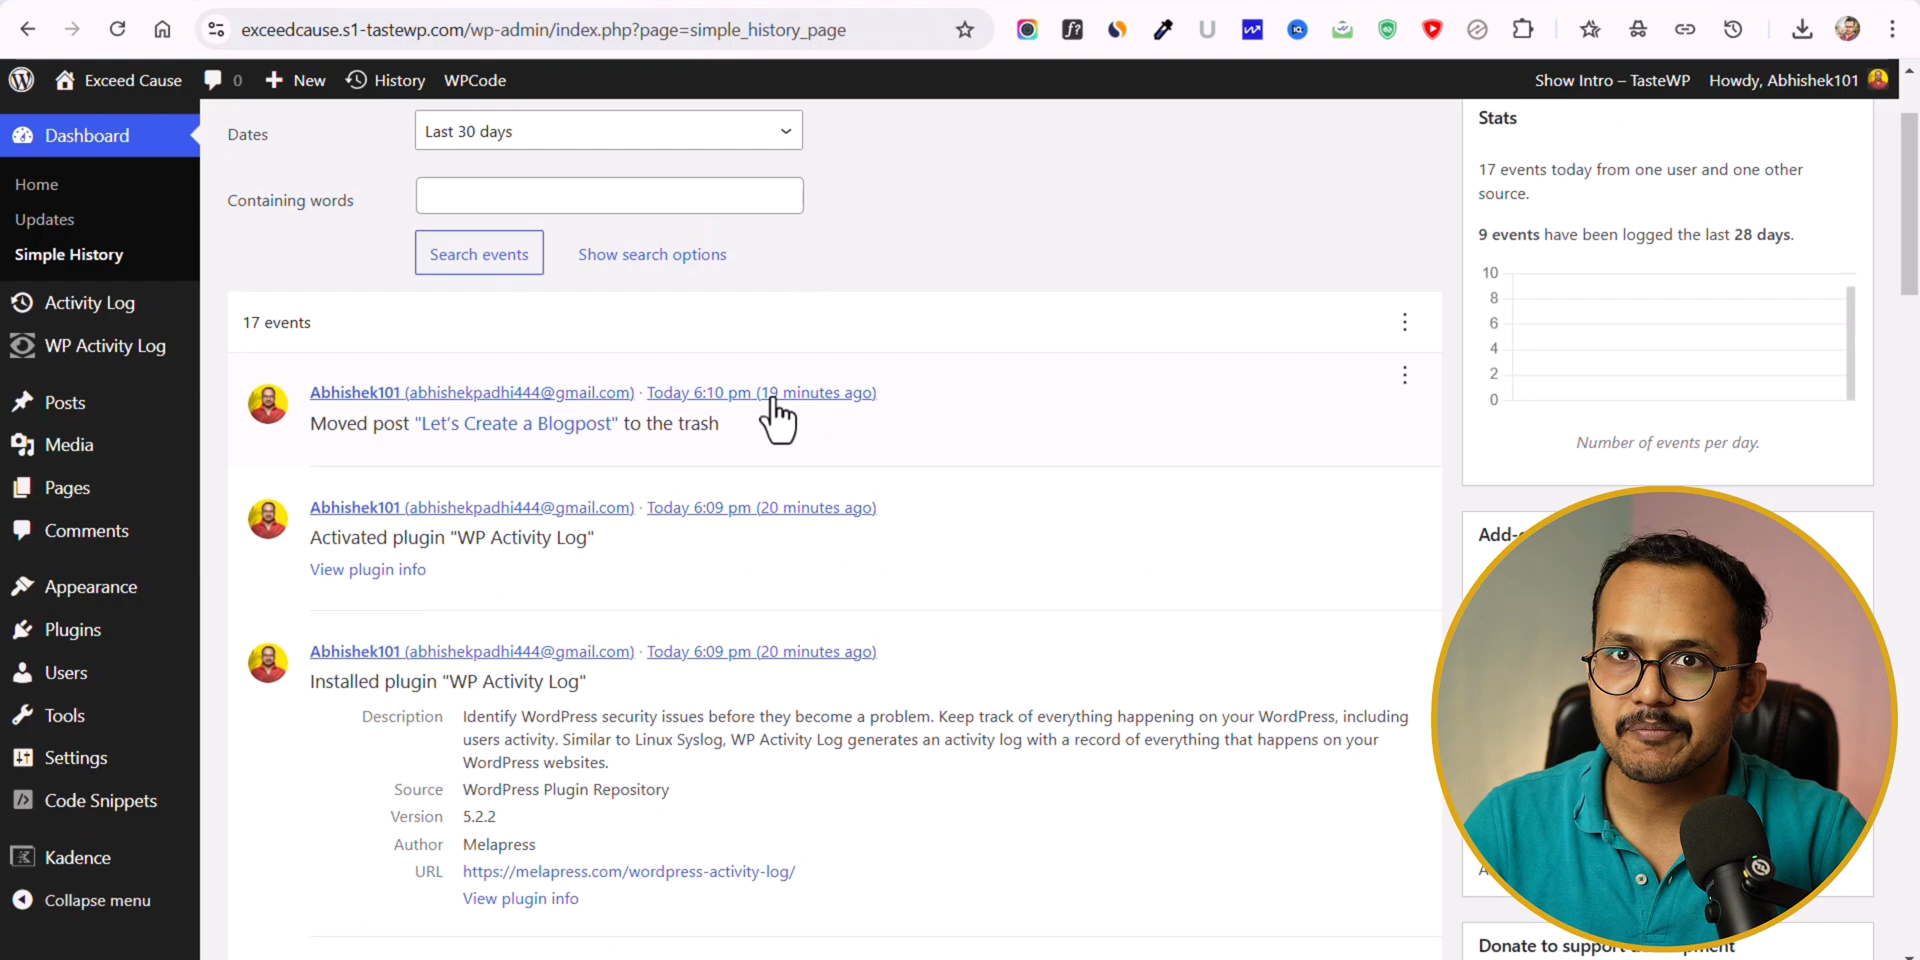 exceedcause.s1-tastewp.com/wp-admin/index.php?page=simple_history_page
Exceed Cause
0
New
History
WPCode
Show Intro – TasteWP
Howdy, Abhishek101
Dashboard
Home
Updates
Simple History
Activity Log
WP Activity Log
Posts
Media
Pages
Comments
Appearance
Plugins
Users
Tools
Settings
Code Snippets
Kadence
Collapse menu
Dates
Last 30 days
Containing words
Search events
Show search options
17 events
Abhishek101 (abhishekpadhi444@gmail.com) · Today 6:10 pm (19 minutes ago)
Moved post "Let's Create a Blogpost" to the trash
Abhishek101 (abhishekpadhi444@gmail.com) · Today 6:09 pm (20 minutes ago)
Activated plugin "WP Activity Log"
View plugin info
Abhishek101 (abhishekpadhi444@gmail.com) · Today 6:09 pm (20 minutes ago)
Installed plugin "WP Activity Log"
Description Identify WordPress security issues before they become a problem. Keep track of everything happening on your WordPress, including
users activity. Similar to Linux Syslog, WP Activity Log generates an activity log with a record of everything that happens on your
WordPress websites.
Source WordPress Plugin Repository
Version 5.2.2
Author Melapress
URL https://melapress.com/wordpress-activity-log/
View plugin info
Stats
17 events today from one user and one other
source.
9 events have been logged the last 28 days.
10
8
6
4
2
0
Number of events per day.
Donate to support